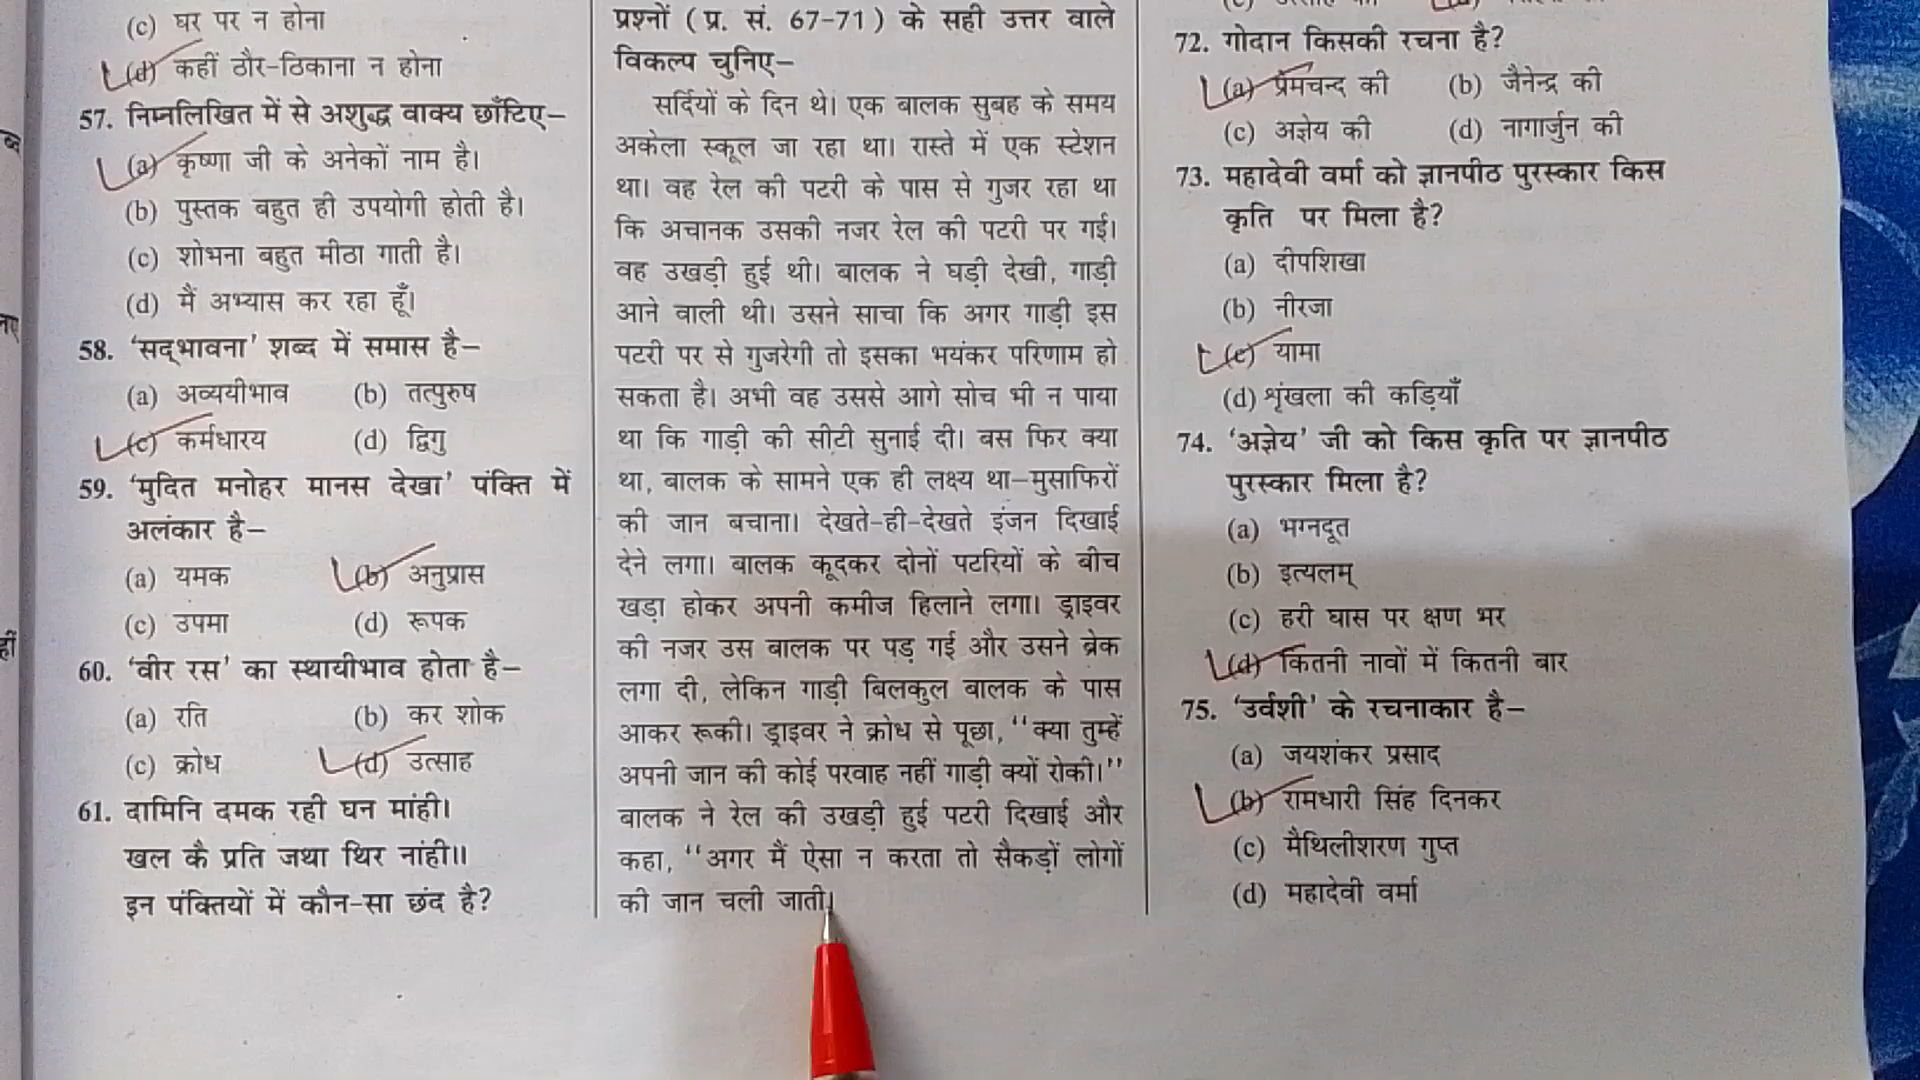 (c) घर पर न होना
(d) कहीं ठौर-ठिकाना न होना
57. निम्नलिखित में से अशुद्ध वाक्य छाँटिए–
(a) कृष्णा जी के अनेकों नाम है।
(b) पुस्तक बहुत ही उपयोगी होती है।
(c) शोभना बहुत मीठा गाती है।
(d) मैं अभ्यास कर रहा हूँ।
58. ‘सद्‌भावना’ शब्द में समास है–
(a) अव्ययीभाव (b) तत्पुरुष
(c) कर्मधारय (d) द्विगु
59. ‘मुदित मनोहर मानस देखा’ पंक्ति में
अलंकार है–
(a) यमक (b) अनुप्रास
(c) उपमा (d) रूपक
60. ‘वीर रस’ का स्थायीभाव होता है–
(a) रति (b) कर शोक
(c) क्रोध (d) उत्साह
61. दामिनि दमक रही घन मांही।
खल कै प्रति जथा थिर नांही॥
इन पंक्तियों में कौन-सा छंद है?
प्रश्नों ( प्र. सं. 67-71 ) के सही उत्तर वाले
विकल्प चुनिए–
सर्दियों के दिन थे। एक बालक सुबह के समय
अकेला स्कूल जा रहा था। रास्ते में एक स्टेशन
था। वह रेल की पटरी के पास से गुजर रहा था
कि अचानक उसकी नजर रेल की पटरी पर गई।
वह उखड़ी हुई थी। बालक ने घड़ी देखी, गाड़ी
आने वाली थी। उसने साचा कि अगर गाड़ी इस
पटरी पर से गुजरेगी तो इसका भयंकर परिणाम हो
सकता है। अभी वह उससे आगे सोच भी न पाया
था कि गाड़ी की सीटी सुनाई दी। बस फिर क्या
था, बालक के सामने एक ही लक्ष्य था–मुसाफिरों
की जान बचाना। देखते-ही-देखते इंजन दिखाई
देने लगा। बालक कूदकर दोनों पटरियों के बीच
खड़ा होकर अपनी कमीज हिलाने लगा। ड्राइवर
की नजर उस बालक पर पड़ गई और उसने ब्रेक
लगा दी, लेकिन गाड़ी बिलकुल बालक के पास
आकर रूकी। ड्राइवर ने क्रोध से पूछा, ‘‘क्या तुम्हें
अपनी जान की कोई परवाह नहीं गाड़ी क्यों रोकी।’’
बालक ने रेल की उखड़ी हुई पटरी दिखाई और
कहा, ‘‘अगर मैं ऐसा न करता तो सैकड़ों लोगों
की जान चली जाती।
72. गोदान किसकी रचना है?
(a) प्रेमचन्द की (b) जैनेन्द्र की
(c) अज्ञेय की (d) नागार्जुन की
73. महादेवी वर्मा को ज्ञानपीठ पुरस्कार किस
कृति पर मिला है?
(a) दीपशिखा
(b) नीरजा
(c) यामा
(d) शृंखला की कड़ियाँ
74. ‘अज्ञेय’ जी को किस कृति पर ज्ञानपीठ
पुरस्कार मिला है?
(a) भग्नदूत
(b) इत्यलम्
(c) हरी घास पर क्षण भर
(d) कितनी नावों में कितनी बार
75. ‘उर्वशी’ के रचनाकार है–
(a) जयशंकर प्रसाद
(b) रामधारी सिंह दिनकर
(c) मैथिलीशरण गुप्त
(d) महादेवी वर्मा